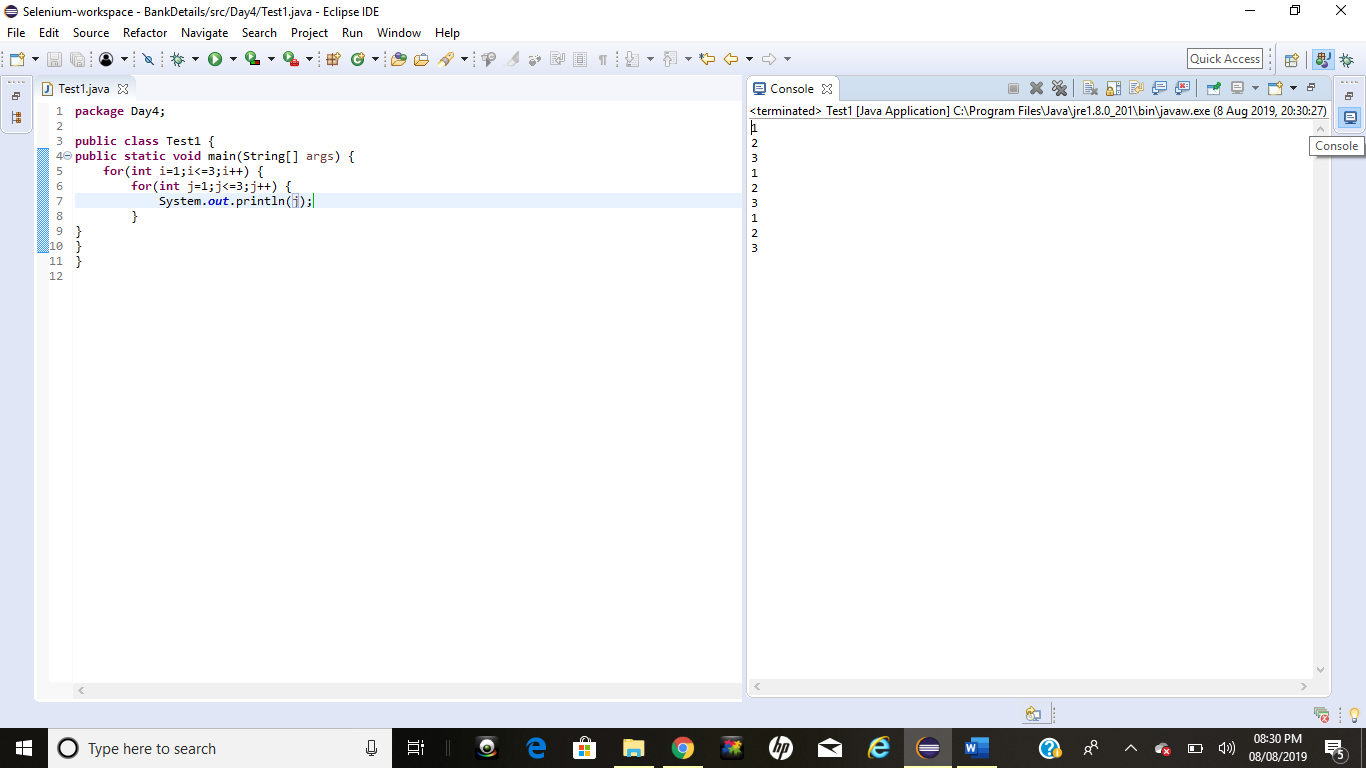 Selenium-workspace - BankDetails/src/Day4/Test1.java - Eclipse IDE
File Edit Source Refactor Navigate Search Project Run Window Help
Quick Access
Test1.java
1 package Day4;
2
3 public class Test1 {
4 public static void main(String[] args) {
5     for(int i=1;i<=3;i++) {
6         for(int j=1;j<=3;j++) {
7             System.out.println(j);
8         }
9 }
10 }
11 }
12
Console
<terminated> Test1 [Java Application] C:\Program Files\Java\jre1.8.0_201\bin\javaw.exe (8 Aug 2019, 20:30:27)
1
2
3
1
2
3
1
2
3
Console
Type here to search
08:30 PM
08/08/2019
5